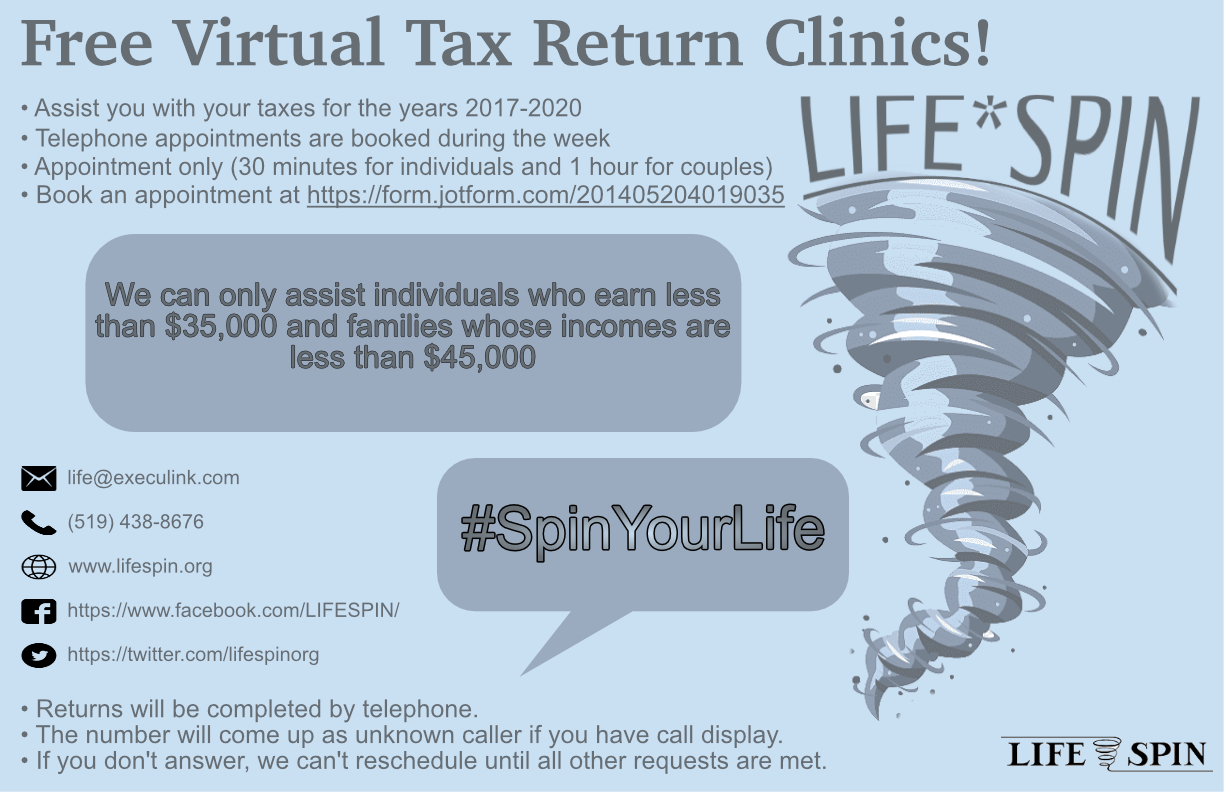 Free Virtual Tax Return Clinics!
• Assist you with your taxes for the years 2017-2020
• Telephone appointments are booked during the week
• Appointment only (30 minutes for individuals and 1 hour for couples)
• Book an appointment at https://form.jotform.com/201405204019035
LIFE*SPIN
We can only assist individuals who earn less
than $35,000 and families whose incomes are
less than $45,000
life@execulink.com
(519) 438-8676
www.lifespin.org
https://www.facebook.com/LIFESPIN/
https://twitter.com/lifespinorg
#SpinYourLife
• Returns will be completed by telephone.
• The number will come up as unknown caller if you have call display.
• If you don't answer, we can't reschedule until all other requests are met.
LIFE SPIN